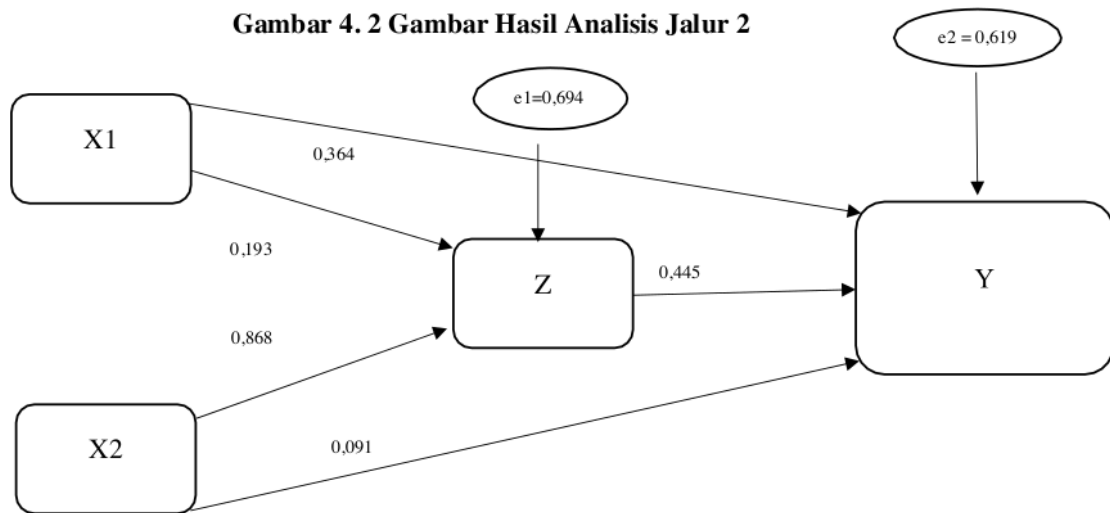 Gambar 4. 2 Gambar Hasil Analisis Jalur 2
e2 = 0,619
e1=0,694
X1
0,364
0,193
Z
0,445
Y
0,868
X2
0,091